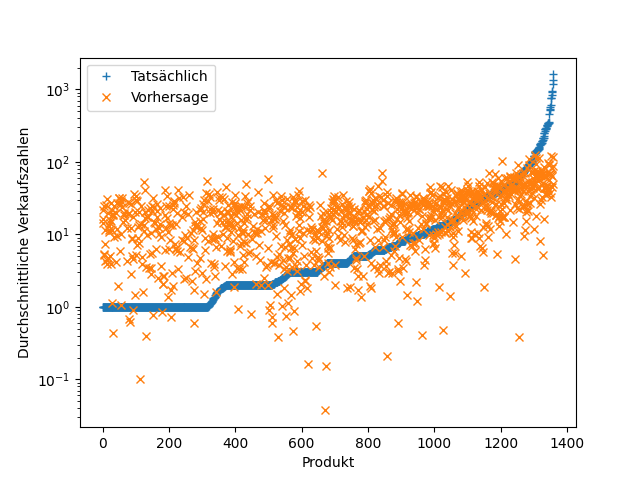 Tatsächlich
Vorhersage
Durchschnittliche Verkaufszahlen
10³
10²
10¹
10⁰
10⁻¹
0 200 400 600 800 1000 1200 1400
Produkt